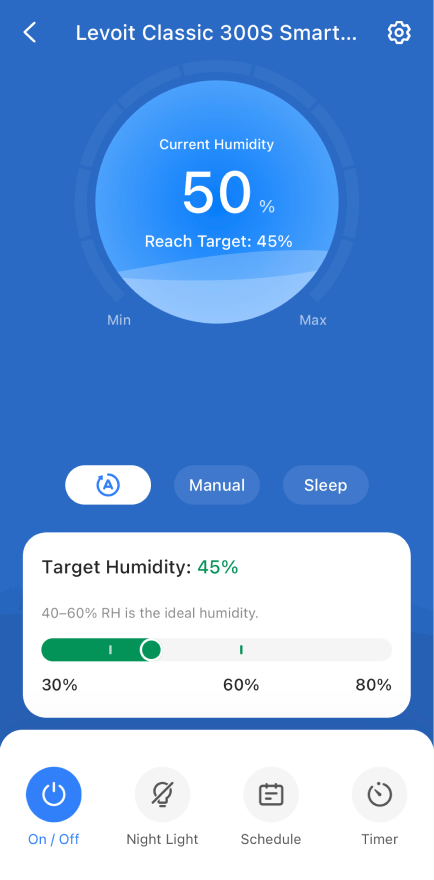 Levoit Classic 300S Smart...
Current Humidity
50 %
Reach Target: 45%
Min Max
A Manual Sleep
Target Humidity: 45%
40–60% RH is the ideal humidity.
30% 60% 80%
On / Off Night Light Schedule Timer